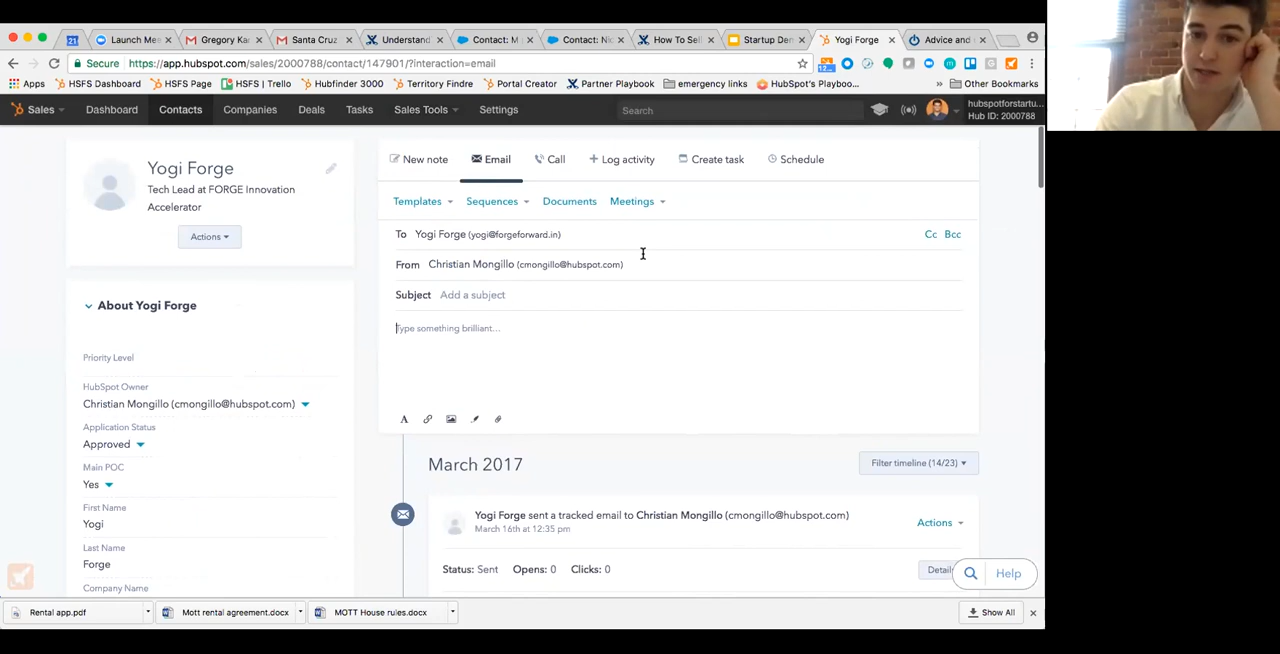 21
Launch Me
Gregory Ka
Santa Cruz
Understand
Contact: M
Contact: Nic
How To Sell
Startup Den
Yogi Forge
Advice and
Secure
https://app.hubspot.com/sales/2000788/contact/147901/?interaction=email
Apps
HSFS Dashboard
HSFS Page
HSFS | Trello
Hubfinder 3000
Territory Findre
Portal Creator
Partner Playbook
emergency links
HubSpot's Playboo...
»
Other Bookmarks
Sales
Dashboard
Contacts
Companies
Deals
Tasks
Sales Tools
Settings
Search
hubspotforstartu...
Hub ID: 2000788
Yogi Forge
Tech Lead at FORGE Innovation
Accelerator
Actions
New note
Email
Call
+ Log activity
Create task
Schedule
Templates
Sequences
Documents
Meetings
To Yogi Forge (yogi@forgeforward.in)
Cc Bcc
From Christian Mongillo (cmongillo@hubspot.com)
Subject Add a subject
Type something brilliant...
About Yogi Forge
Priority Level
HubSpot Owner
Christian Mongillo (cmongillo@hubspot.com)
Application Status
Approved
Main POC
Yes
First Name
Yogi
Last Name
Forge
Company Name
March 2017
Filter timeline (14/23)
Yogi Forge sent a tracked email to Christian Mongillo (cmongillo@hubspot.com)
March 16th at 12:35 pm
Actions
Status: Sent Opens: 0 Clicks: 0
Detail
Help
Rental app.pdf
Mott rental agreement.docx
MOTT House rules.docx
Show All